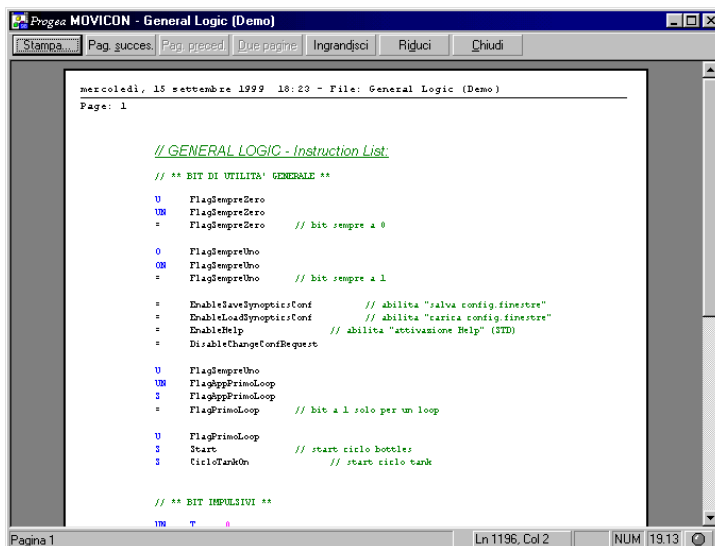 Progea MOVICON - General Logic (Demo)
Stampa... Pag. succes. Pag. preced. Due pagine Ingrandisci Riduci Chiudi
mercoledì, 15 settembre 1999 18:23 - File: General Logic (Demo)
Page: 1
// GENERAL LOGIC - Instruction List:
// ** BIT DI UTILITA' GENERALE **
U FlagSempreZero
UN FlagSempreZero
= FlagSempreZero // bit sempre a 0
O FlagSempreUno
ON FlagSempreUno
= FlagSempreUno // bit sempre a 1
= EnableSaveSynopticsConf // abilita "salva config.finestre"
= EnableLoadSynopticsConf // abilita "carica config.finestre"
= EnableHelp // abilita "attivazione Help" (STD)
= DisableChangeConfRequest
U FlagSempreUno
UN FlagAppPrimoLoop
S FlagAppPrimoLoop
= FlagPrimoLoop // bit a 1 solo per un loop
U FlagPrimoLoop
S Start // start ciclo bottles
S CicloTankOn // start ciclo tank
// ** BIT IMPULSIVI **
UN T 0
Pagina 1 Ln 1196, Col 2 NUM 19.13